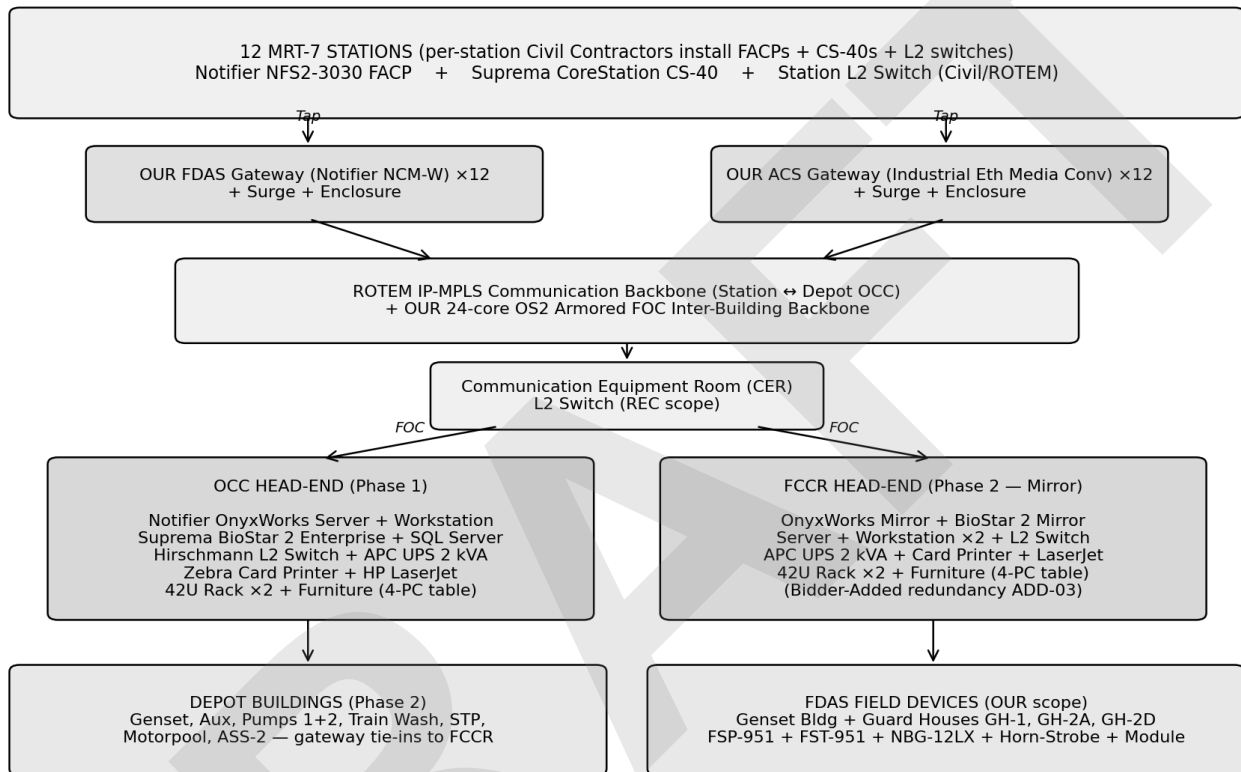 12 MRT-7 STATIONS (per-station Civil Contractors install FACPs + CS-40s + L2 switches)
Notifier NFS2-3030 FACP + Suprema CoreStation CS-40 + Station L2 Switch (Civil/ROTEM)
Tap
Tap
OUR FDAS Gateway (Notifier NCM-W) ×12
+ Surge + Enclosure
OUR ACS Gateway (Industrial Eth Media Conv) ×12
+ Surge + Enclosure
ROTEM IP-MPLS Communication Backbone (Station ↔ Depot OCC)
+ OUR 24-core OS2 Armored FOC Inter-Building Backbone
Communication Equipment Room (CER)
L2 Switch (REC scope)
FOC
FOC
OCC HEAD-END (Phase 1)
Notifier OnyxWorks Server + Workstation
Suprema BioStar 2 Enterprise + SQL Server
Hirschmann L2 Switch + APC UPS 2 kVA
Zebra Card Printer + HP LaserJet
42U Rack ×2 + Furniture (4-PC table)
FCCR HEAD-END (Phase 2 — Mirror)
OnyxWorks Mirror + BioStar 2 Mirror
Server + Workstation ×2 + L2 Switch
APC UPS 2 kVA + Card Printer + LaserJet
42U Rack ×2 + Furniture (4-PC table)
(Bidder-Added redundancy ADD-03)
DEPOT BUILDINGS (Phase 2)
Genset, Aux, Pumps 1+2, Train Wash, STP,
Motorpool, ASS-2 — gateway tie-ins to FCCR
FDAS FIELD DEVICES (OUR scope)
Genset Bldg + Guard Houses GH-1, GH-2A, GH-2D
FSP-951 + FST-951 + NBG-12LX + Horn-Strobe + Module
DRAFT